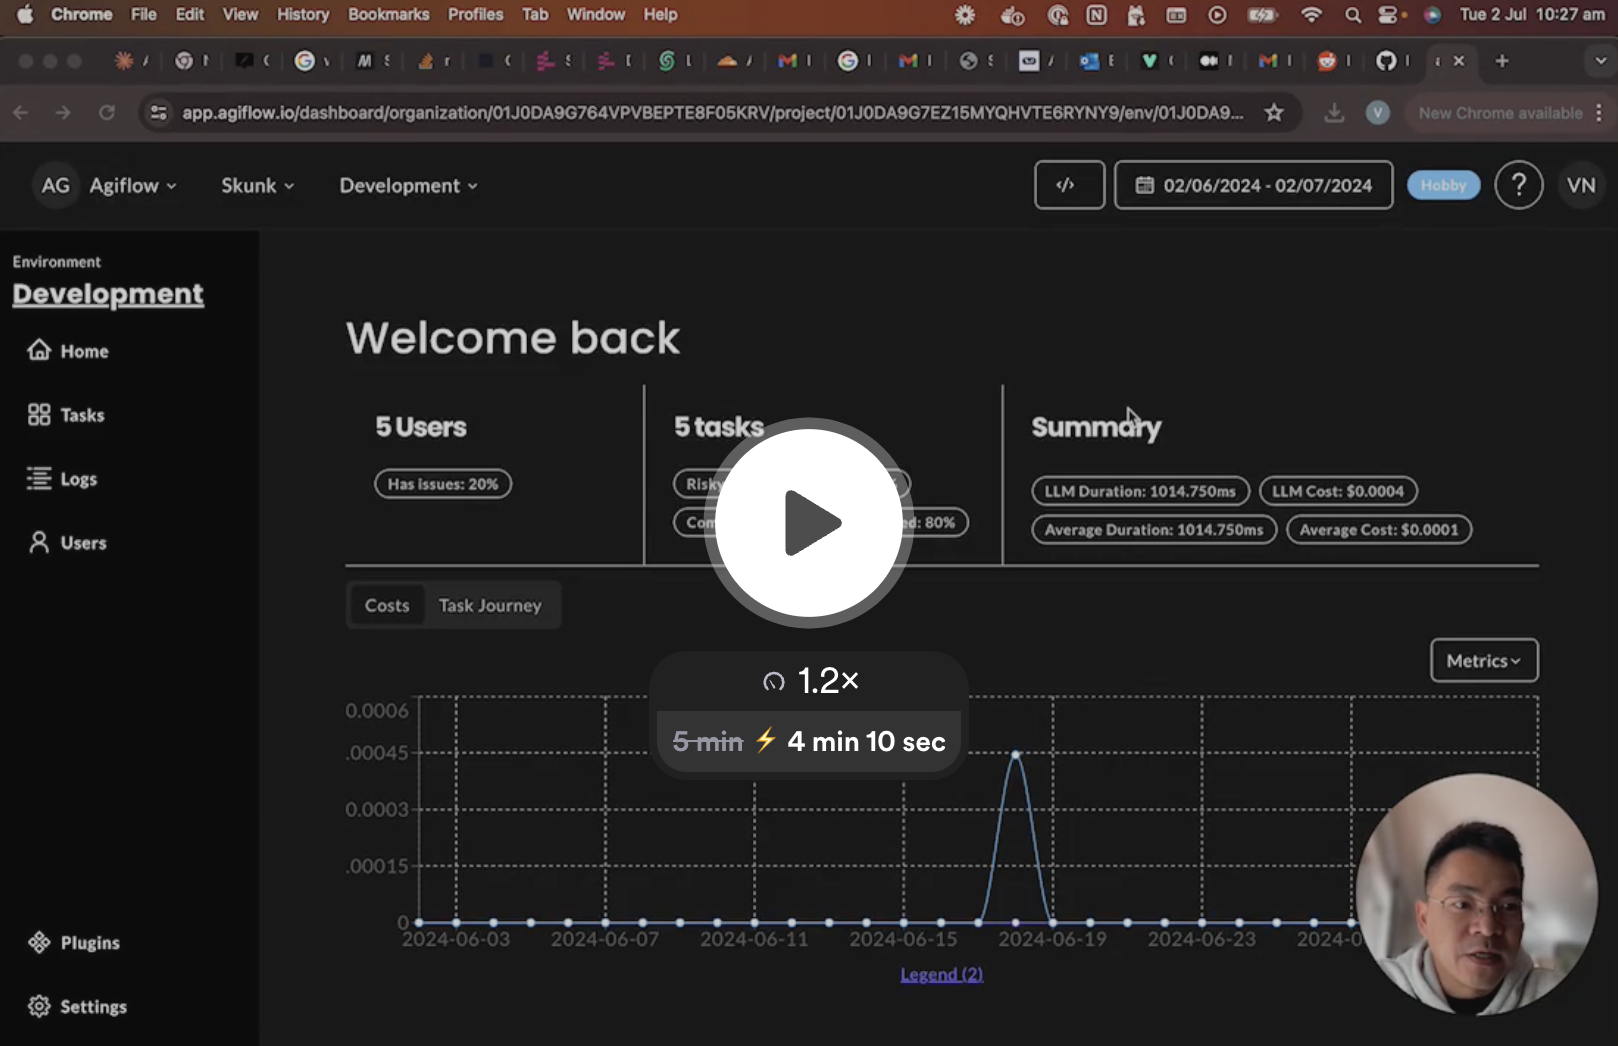 Chrome File Edit View History Bookmarks Profiles Tab Window Help Tue 2 Jul 10:27 am
app.agiflow.io/dashboard/organization/01J0DA9G764VPVBEPTE8F05KRV/project/01J0DA9G7EZ15MYQHVTE6RYNY9/env/01J0DA9... V New Chrome available
AG Agiflow Skunk Development </> 02/06/2024 - 02/07/2024 Hobby ? VN
Environment
Development
Home
Tasks
Logs
Users
Plugins
Settings
Welcome back
5 Users
Has issues: 20%
5 tasks
ed: 80%
Summary
LLM Duration: 1014.750ms LLM Cost: $0.0004
Average Duration: 1014.750ms Average Cost: $0.0001
Costs Task Journey
Metrics
1.2×
5 min ⚡ 4 min 10 sec
0.0006
.00045
0.0003
.00015
0
2024-06-03 2024-06-07 2024-06-11 2024-06-15 2024-06-19 2024-06-23 2024-0
Legend (2)